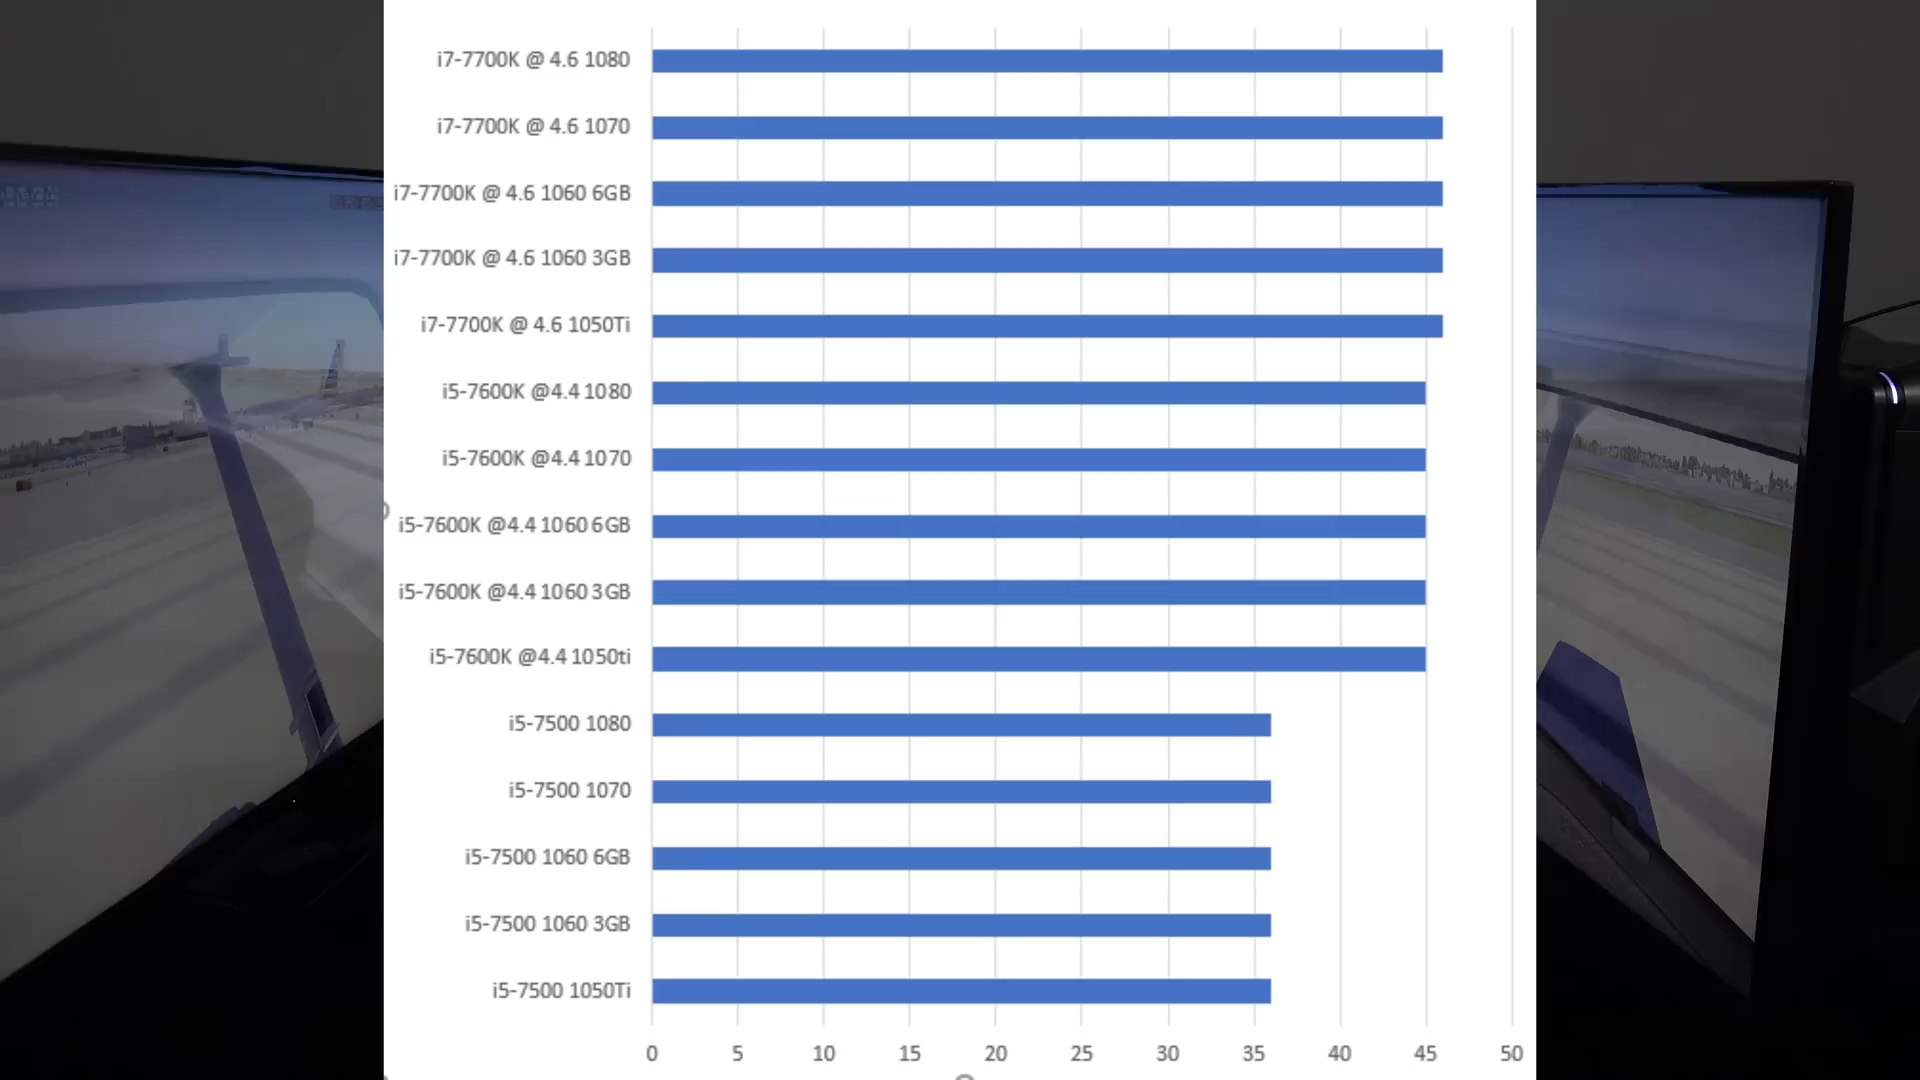 i7-7700K @ 4.6 1080
i7-7700K @ 4.6 1070
i7-7700K @ 4.6 1060 6GB
i7-7700K @ 4.6 1060 3GB
i7-7700K @ 4.6 1050Ti
i5-7600K @4.4 1080
i5-7600K @4.4 1070
i5-7600K @4.4 1060 6GB
i5-7600K @4.4 1060 3GB
i5-7600K @4.4 1050ti
i5-7500 1080
i5-7500 1070
i5-7500 1060 6GB
i5-7500 1060 3GB
i5-7500 1050Ti
0 5 10 15 20 25 30 35 40 45 50